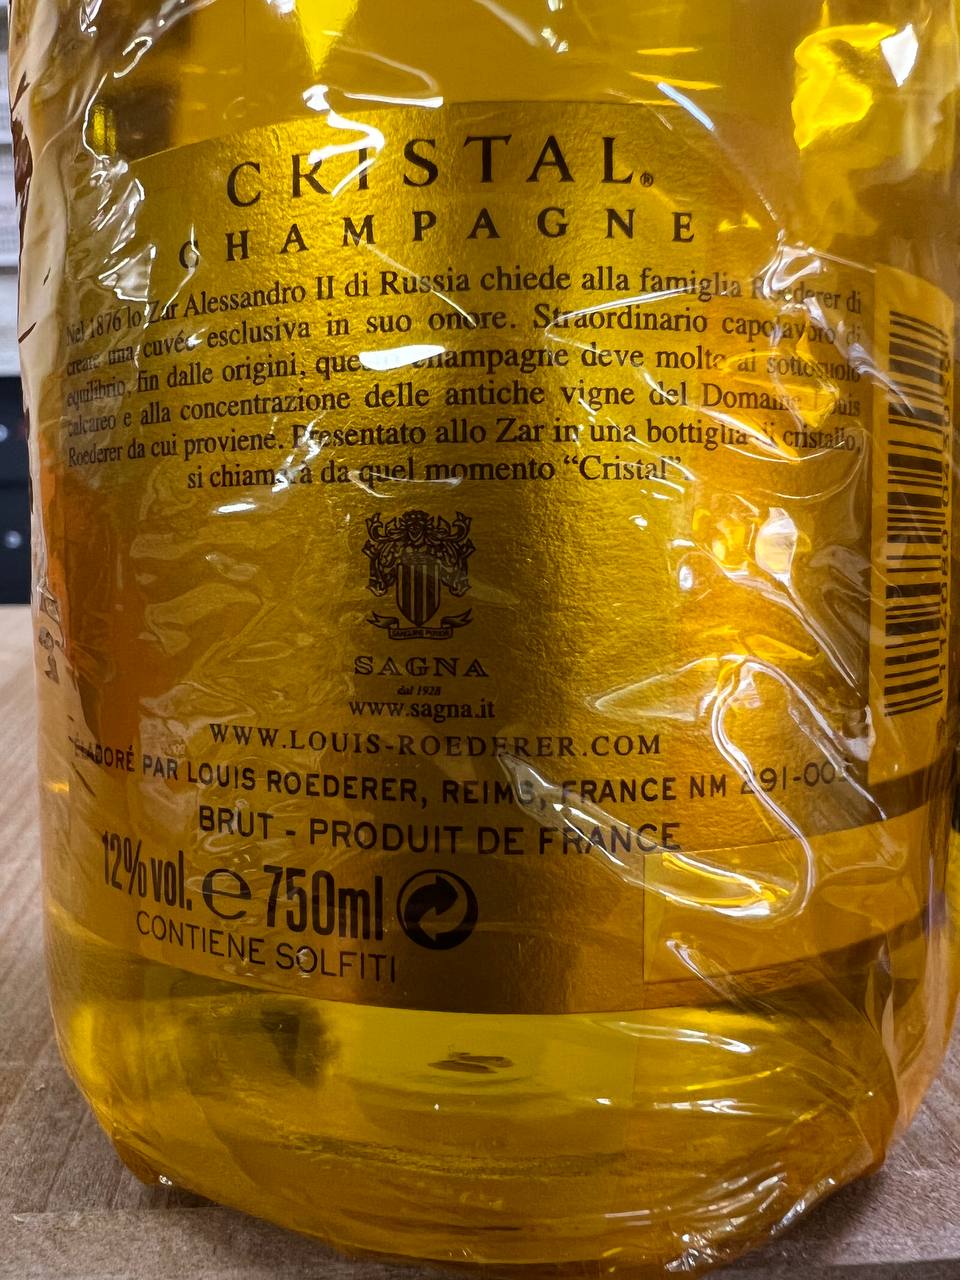 CRISTAL®
CHAMPAGNE
Nel 1876 lo Zar Alessandro II di Russia chiede alla famiglia Roederer di
creare una cuvée esclusiva in suo onore. Straordinario capolavoro di
equilibrio, fin dalle origini, questo champagne deve molto al sottosuolo
calcareo e alla concentrazione delle antiche vigne del Domaine Louis
Roederer da cui proviene. Presentato allo Zar in una bottiglia di cristallo,
si chiamerà da quel momento “Cristal”.
SAGNA
dal 1928
www.sagna.it
WWW.LOUIS-ROEDERER.COM
ÉLABORÉ PAR LOUIS ROEDERER, REIMS, FRANCE NM
BRUT - PRODUIT DE FRANCE
12% vol. e 750ml
CONTIENE SOLFITI